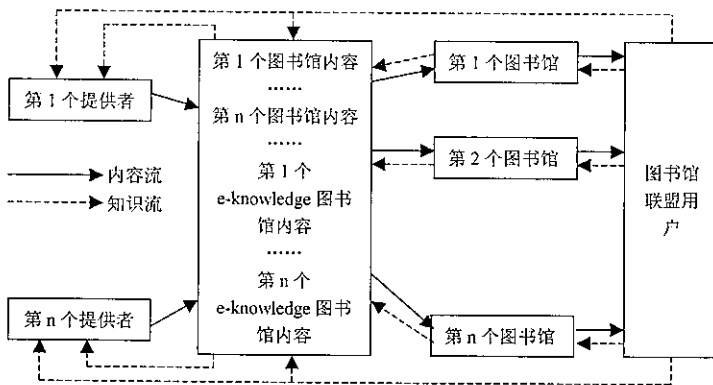 第 1 个提供者
内容流
知识流
第 n 个提供者
第 1 个图书馆内容
……
第 n 个图书馆内容
……
第 1 个
e-knowledge 图书
馆内容
……
第 n 个
e-knowledge 图书
馆内容
第 1 个图书馆
第 2 个图书馆
第 n 个图书馆
图书馆
联盟用
户